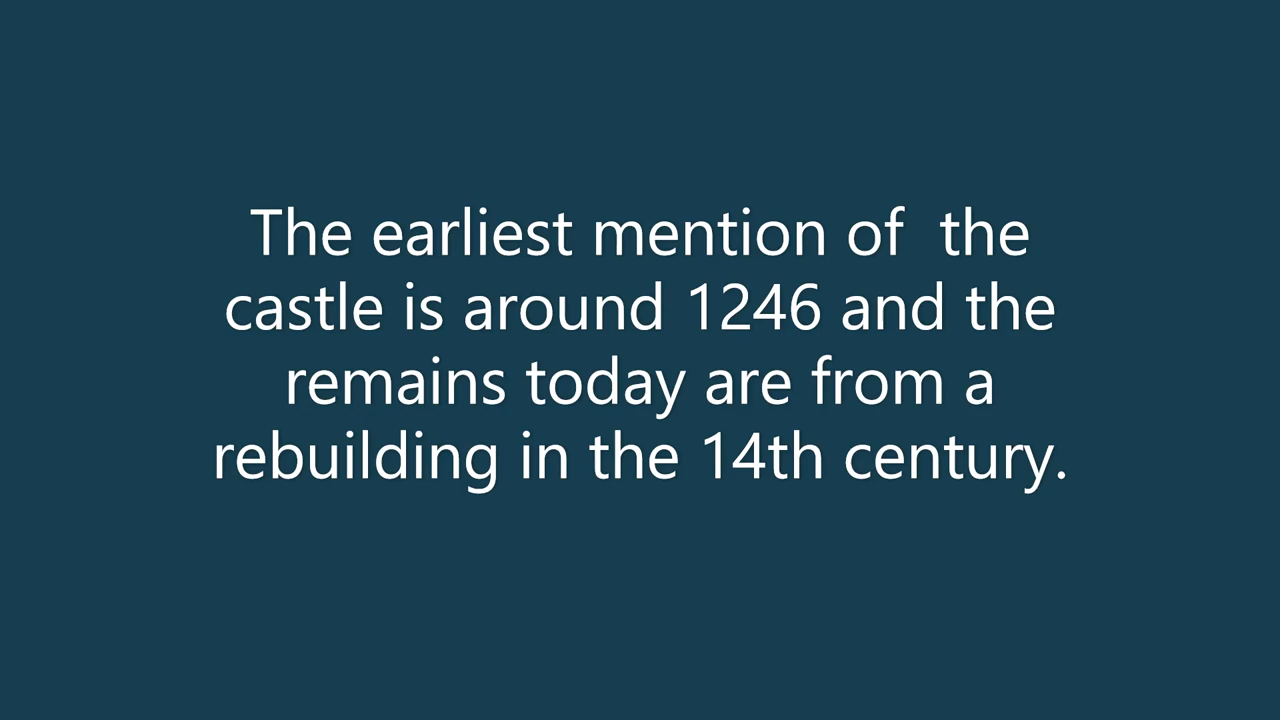 The earliest mention of  the
castle is around 1246 and the
remains today are from a
rebuilding in the 14th century.